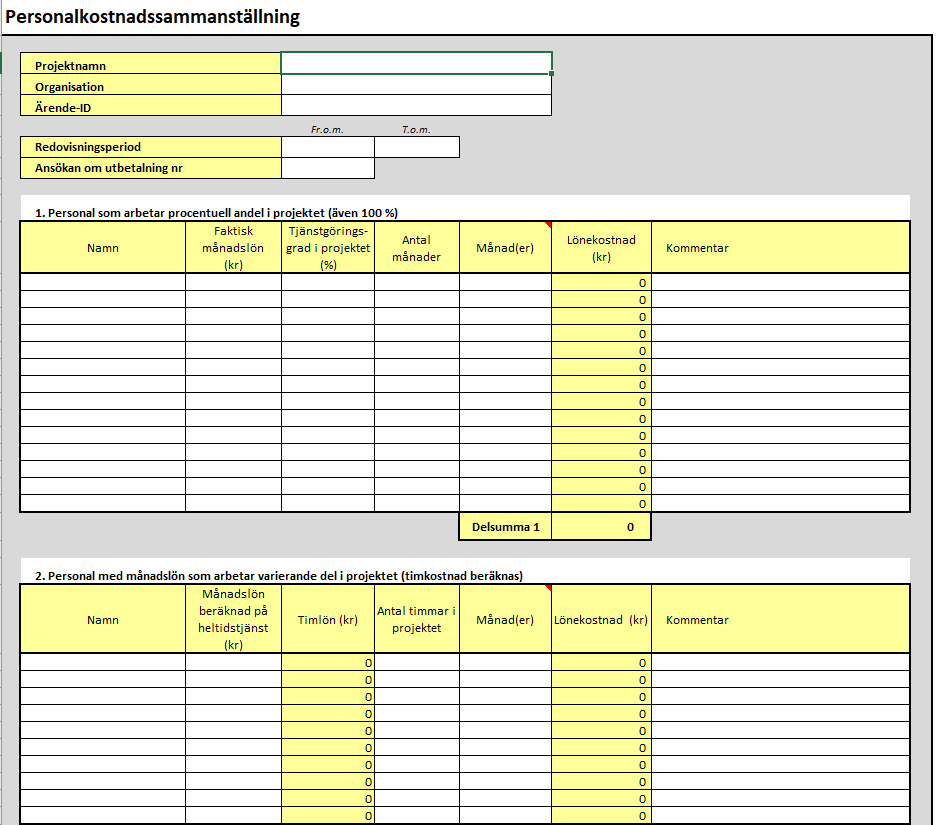 Personalkostnadssammanställning
Projektnamn
Organisation
Ärende-ID
Fr.o.m. T.o.m.
Redovisningsperiod
Ansökan om utbetalning nr
1. Personal som arbetar procentuell andel i projektet (även 100 %)
Namn
Faktisk
månadslön
(kr)
Tjänstgörings-
grad i projektet
(%)
Antal
månader
Månad(er)
Lönekostnad
(kr)
Kommentar
0
0
0
0
0
0
0
0
0
0
0
0
0
0
Delsumma 1 0
2. Personal med månadslön som arbetar varierande del i projektet (timkostnad beräknas)
Namn
Månadslön
beräknad på
heltidstjänst
(kr)
Timlön (kr)
Antal timmar i
projektet
Månad(er)
Lönekostnad (kr)
Kommentar
0 0
0 0
0 0
0 0
0 0
0 0
0 0
0 0
0 0
0 0